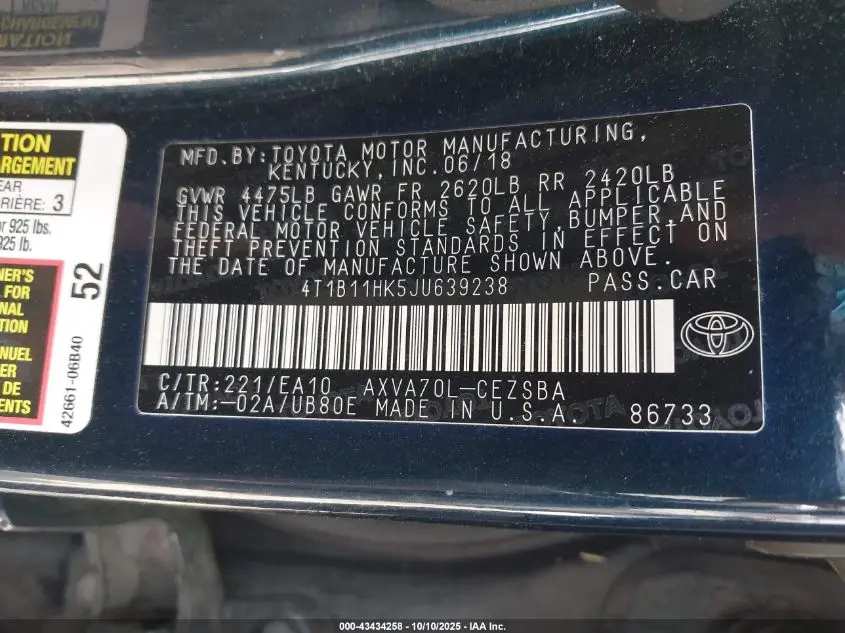 MFD.BY:TOYOTA MOTOR MANUFACTURING,
KENTUCKY,INC.06/18
GVWR 4475LB GAWR FR 2620LB RR 2420LB
THIS VEHICLE CONFORMS TO ALL APPLICABLE
FEDERAL MOTOR VEHICLE SAFETY,BUMPER,AND
THEFT PREVENTION STANDARDS IN EFFECT ON
THE DATE OF MANUFACTURE SHOWN ABOVE.
4T1B11HK5JU639238 PASS.CAR
C/TR:221/EA10 AXVA70L-CEZSBA
A/TM:-02A/UB80E MADE IN U.S.A. 86733
TION
ARGEMENT
EAR
RIÈRE: 3
or 925 lbs.
925 lb.
NER'S
FOR
NAL
TION
NUEL
DE
EMENTS
52
42661-06B40
000-43434258 - 10/10/2025 - IAA Inc.